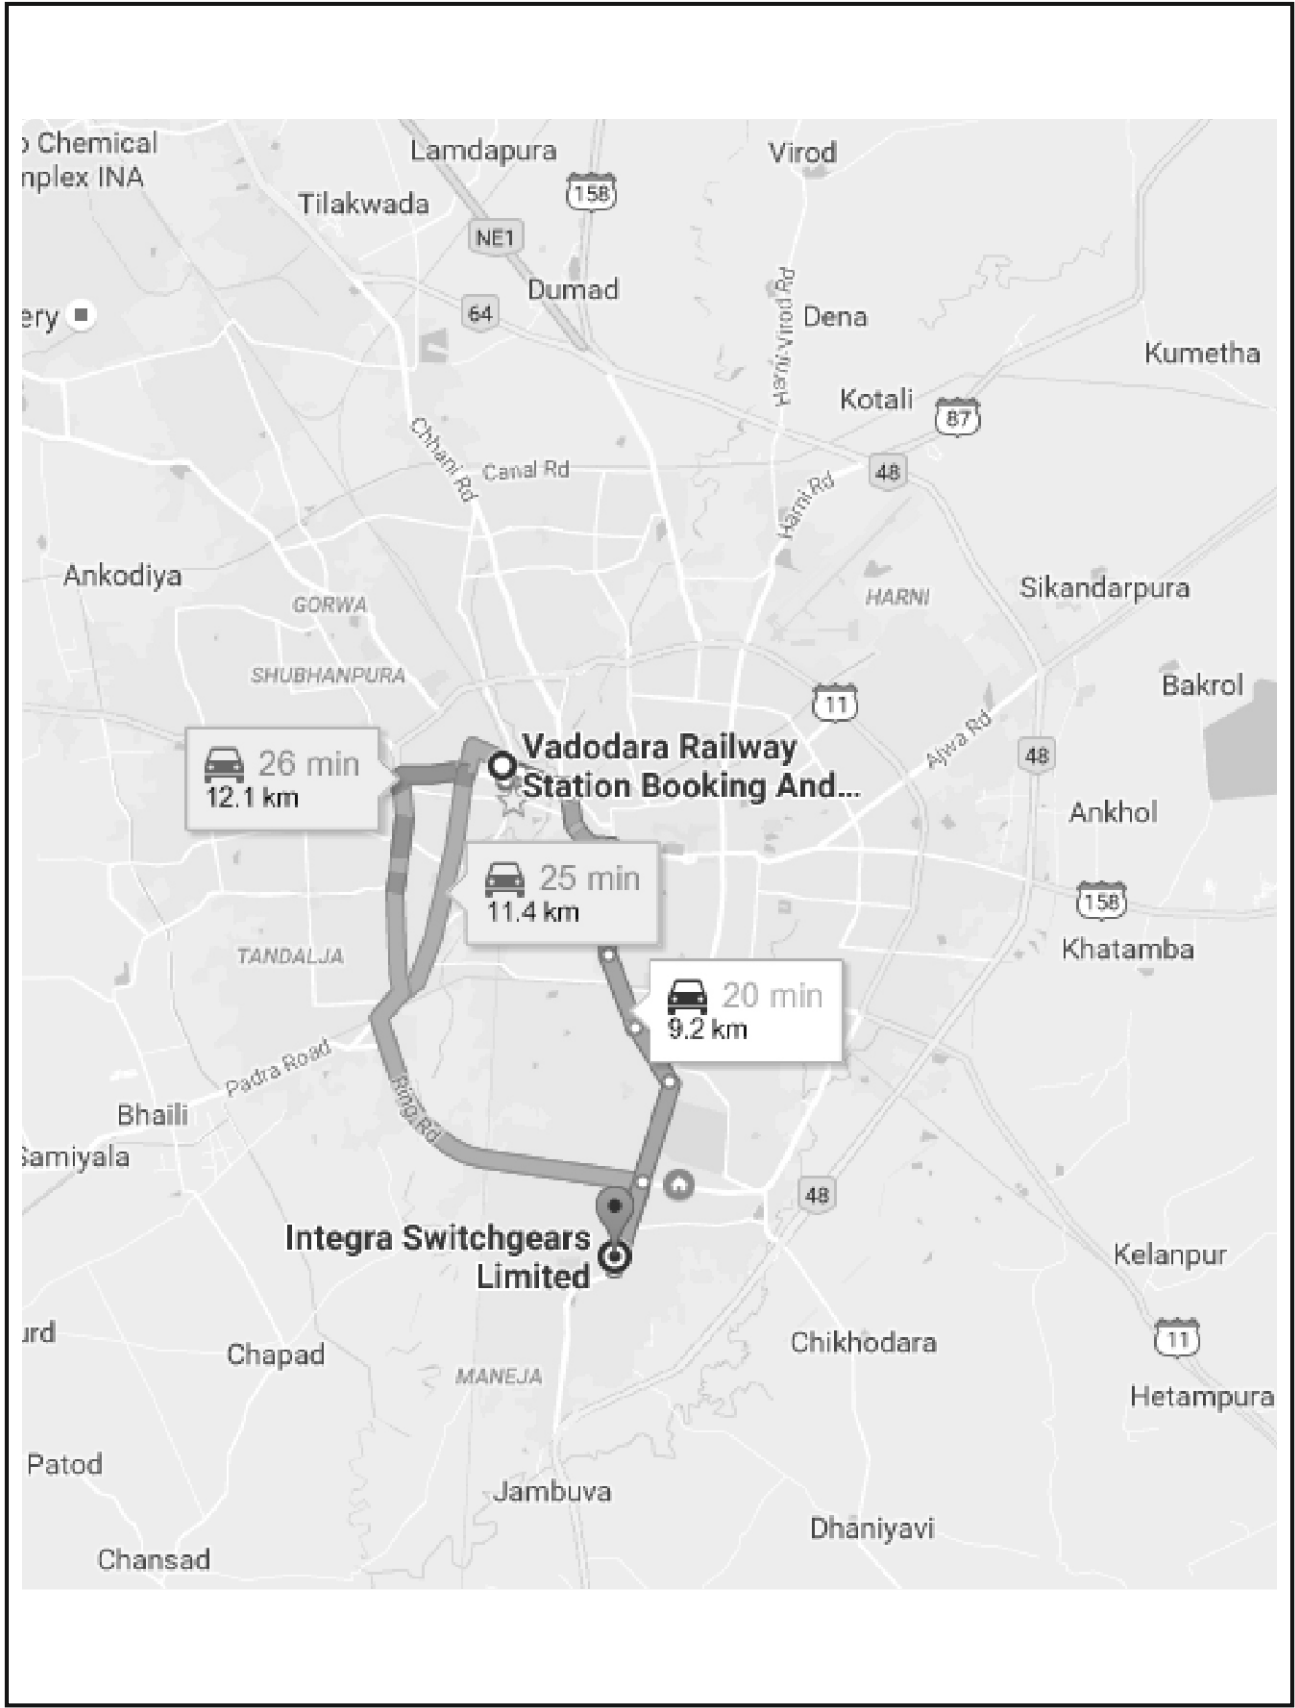 Chemical
INA
Lamdapura
Virod
158
Tilakwada
NE1
Dumad
64
Harni-Virod Rd
Dena
Kumetha
Kotali
87
Chhani Rd
Canal Rd
48
Harni Rd
Ankodiya
GORWA
HARNI
Sikandarpura
SHUBHANPURA
Bakrol
11
Ajwa Rd
48
26 min
12.1 km
Vadodara Railway
Station Booking And...
Ankhol
25 min
11.4 km
158
Khatamba
TANDALJA
20 min
9.2 km
Padra Road
Ring Rd
Bhaili
Samiyala
48
Integra Switchgears
Limited
Kelanpur
11
Chapad
Chikhodara
MANEJA
Hetampura
Patod
Jambuva
Dhaniyavi
Chansad